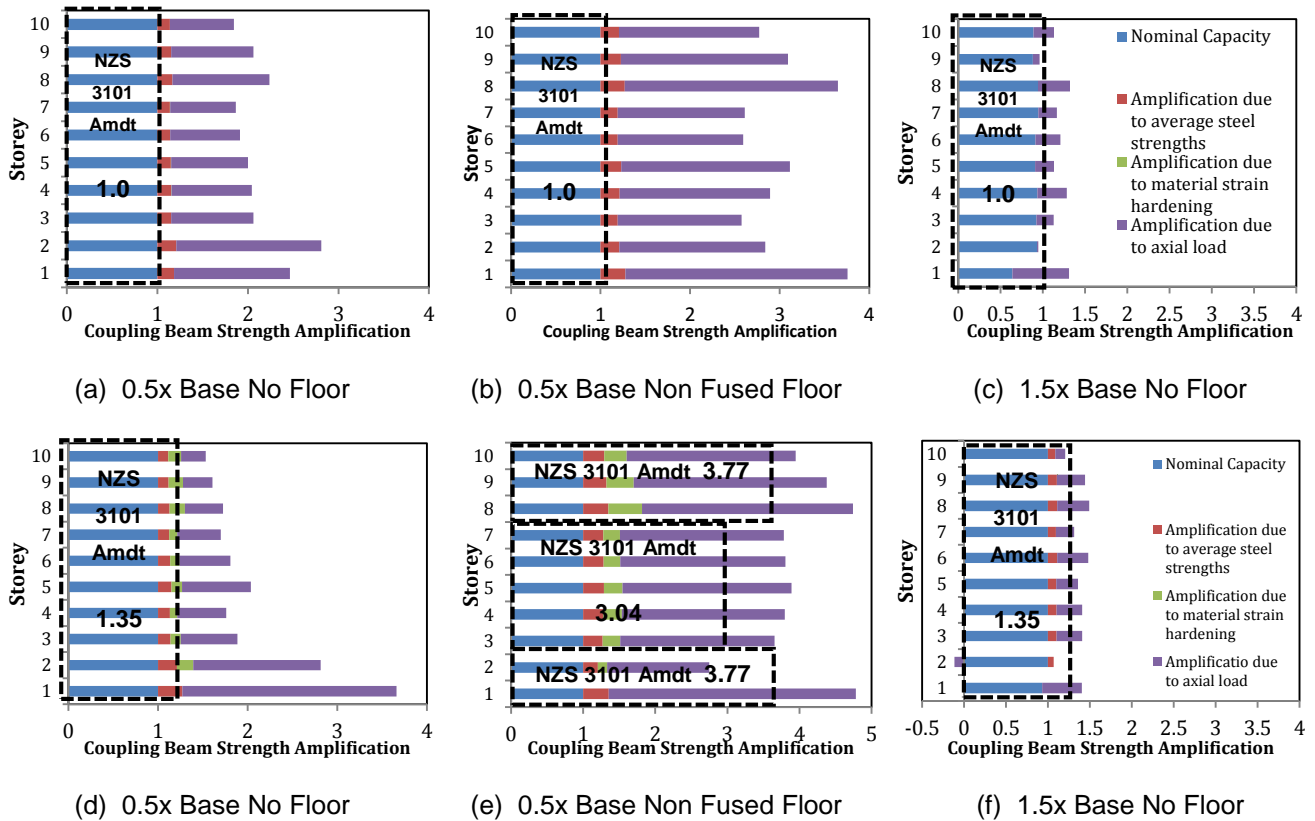 10
9
8
7
6
5
4
3
2
1
Storey
NZS
3101
Amdt
1.0
0 1 2 3 4
Coupling Beam Strength Amplification
(a) 0.5x Base No Floor
10
9
8
7
6
5
4
3
2
1
Storey
NZS
3101
Amdt
1.0
0 1 2 3 4
Coupling Beam Strength Amplification
(b) 0.5x Base Non Fused Floor
10
9
8
7
6
5
4
3
2
1
Storey
NZS
3101
Amdt
1.0
Nominal Capacity
Amplification due
to average steel
strengths
Amplification due
to material strain
hardening
Amplification due
to axial load
0 0.5 1 1.5 2 2.5 3 3.5 4
Coupling Beam Strength Amplification
(c) 1.5x Base No Floor
10
9
8
7
6
5
4
3
2
1
Storey
NZS
3101
Amdt
1.35
0 1 2 3 4
Coupling Beam Strength Amplification
(d) 0.5x Base No Floor
10
9
8
7
6
5
4
3
2
1
Storey
NZS 3101 Amdt 3.77
NZS 3101 Amdt
3.04
NZS 3101 Amdt 3.77
0 1 2 3 4 5
Coupling Beam Strength Amplification
(e) 0.5x Base Non Fused Floor
10
9
8
7
6
5
4
3
2
1
Storey
NZS
3101
Amdt
1.35
Nominal Capacity
Amplification due
to average steel
strengths
Amplification due
to material strain
hardening
Amplificatio due
to axial load
-0.5 0 0.5 1 1.5 2 2.5 3 3.5 4
Coupling Beam Strength Amplification
(f) 1.5x Base No Floor